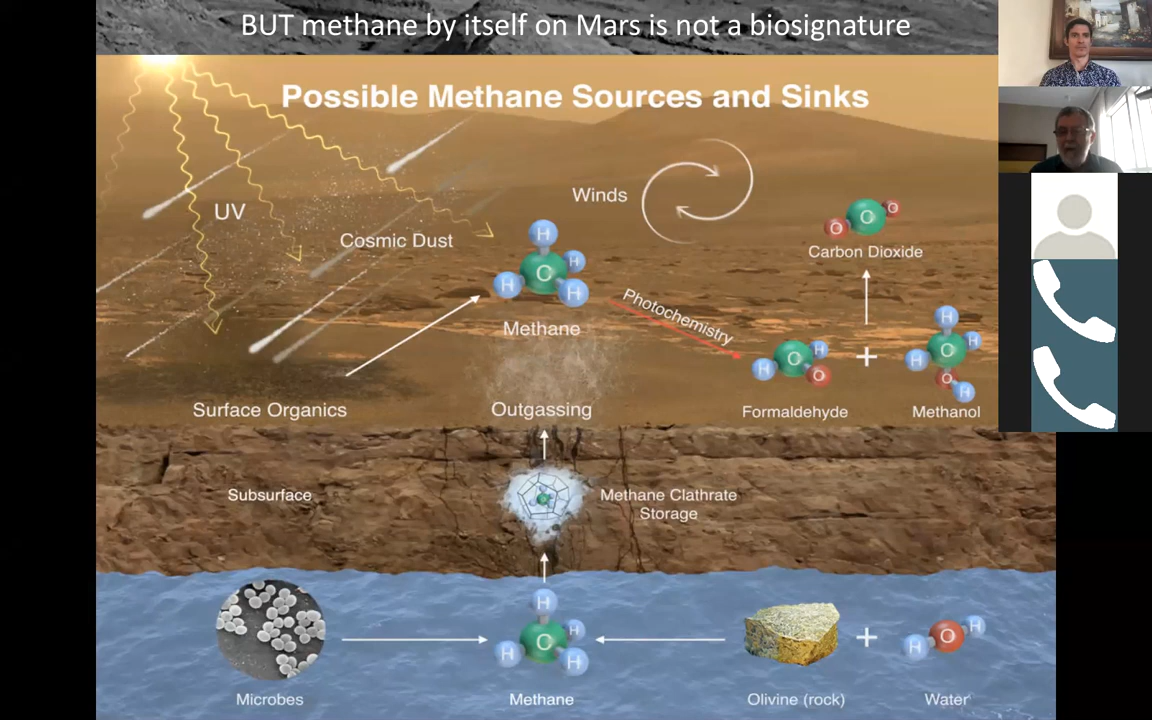 BUT methane by itself on Mars is not a biosignature
Possible Methane Sources and Sinks
UV
Cosmic Dust
Winds
H
H
C
H
H
Methane
O
C
O
Carbon Dioxide
Photochemistry
H
C
H
O
Formaldehyde
+
H
H
C
H
O
H
Methanol
Surface Organics
Outgassing
Subsurface
Methane Clathrate
Storage
H
H
C
H
H
+
O
H
H
Microbes
Methane
Olivine (rock)
Water